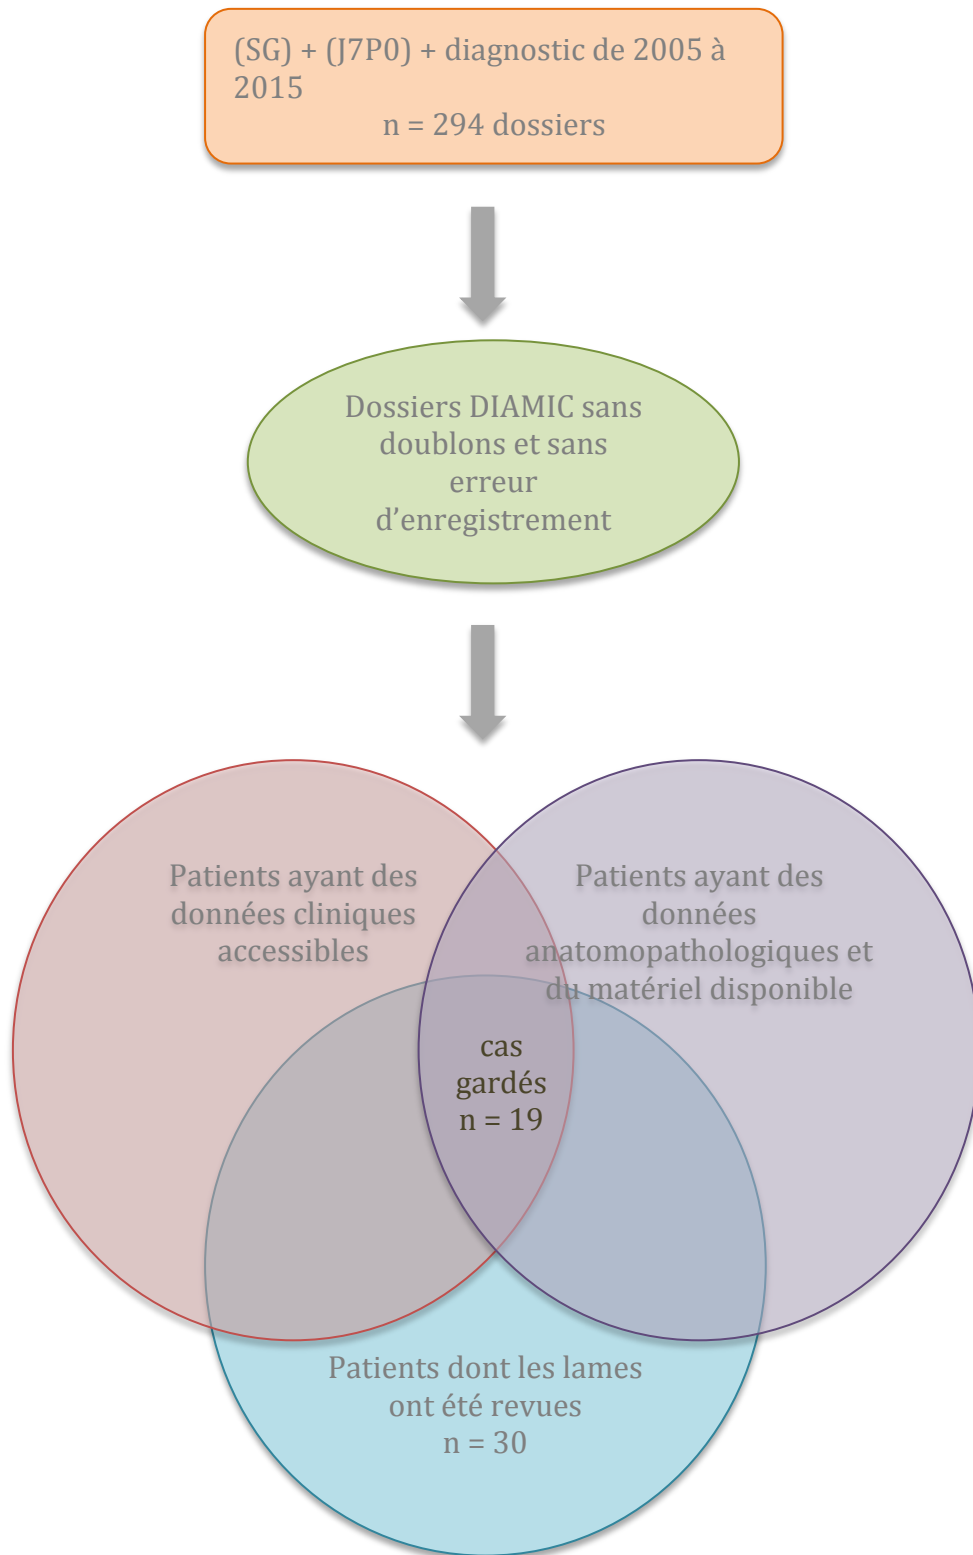 (SG) + (J7P0) + diagnostic de 2005 à
2015
n = 294 dossiers
Dossiers DIAMIC sans
doublons et sans
erreur
d’enregistrement
Patients ayant des
données cliniques
accessibles
Patients ayant des
données
anatomopathologiques et
du matériel disponible
cas
gardés
n = 19
Patients dont les lames
ont été revues
n = 30